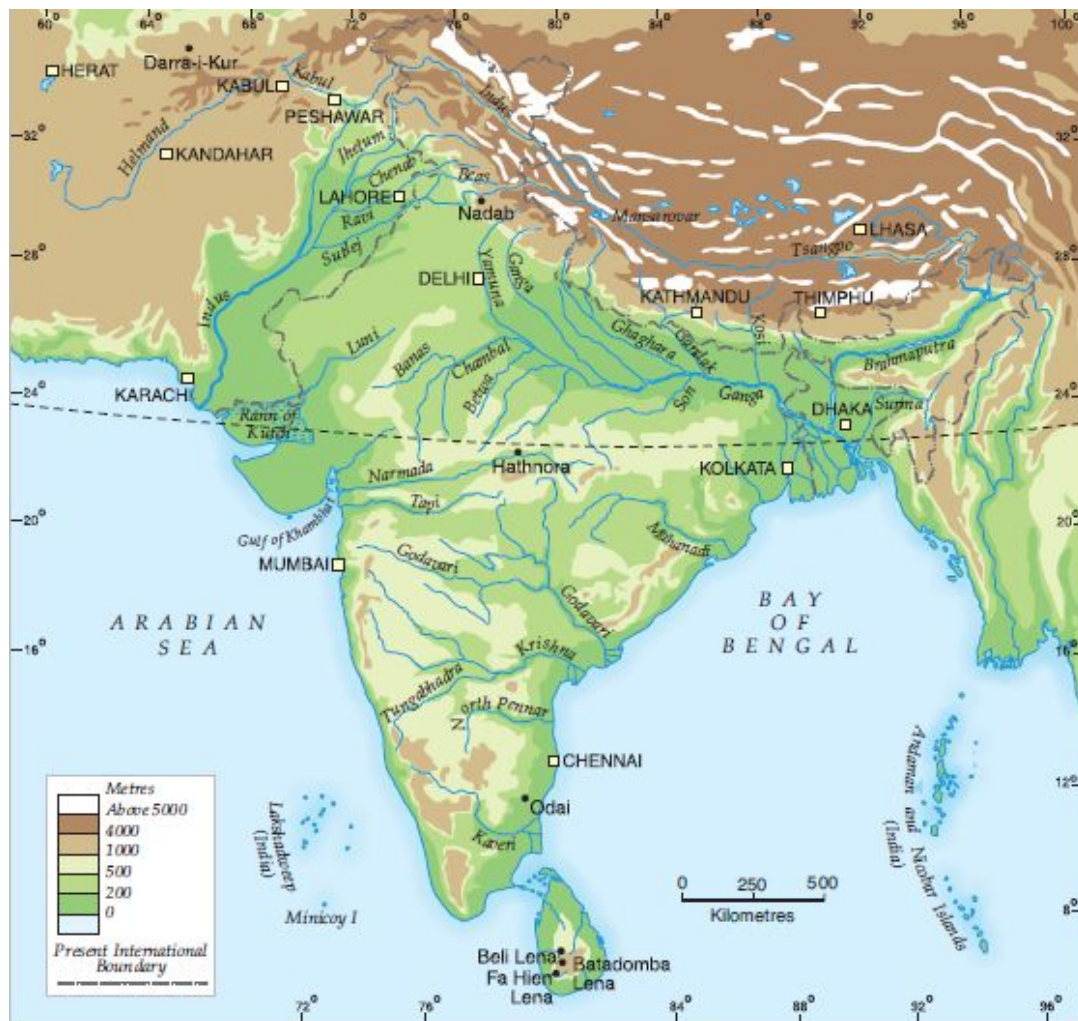 60° 64° 68° 72° 76° 80° 84° 88° 92° 96° 100°
HERAT
Darra-i-Kur
KABUL
Kabul
PESHAWAR
Indus
32°
32°
Helmand
KANDAHAR
Jhelum
Chenab
Beas
LAHORE
Ravi
Nadab
Mansarovar
LHASA
Sutlej
Tsangpo
28°
28°
DELHI
Yamuna
Ganga
KATHMANDU
THIMPHU
Indus
Luni
Ghaghara
Gandak
Kosi
Banas
Chambal
Brahmaputra
KARACHI
24°
24°
Betwa
Son
Ganga
DHAKA
Surma
Rann of
Kutch
Narmada
Hathnora
KOLKATA
Tapi
20°
20°
Gulf of Khambhat
Mahanadi
MUMBAI
Godavari
Godavari
ARABIAN
SEA
BAY
OF
BENGAL
16°
16°
Krishna
Tungabhadra
North Pennar
CHENNAI
12°
Odai
Kaveri
Lakshadweep
(India)
Minicoy I
Andaman and Nicobar Islands
(India)
8°
Metres
Above 5000
4000
1000
500
200
0
Present International
Boundary
0 250 500
Kilometres
Beli Lena
Batadomba
Lena
Fa Hien
Lena
72° 76° 84° 92° 96°